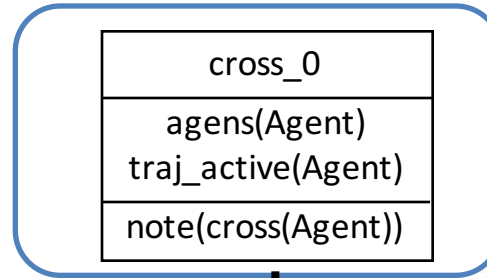 cross_0
agens(Agent)
traj_active(Agent)
note(cross(Agent))